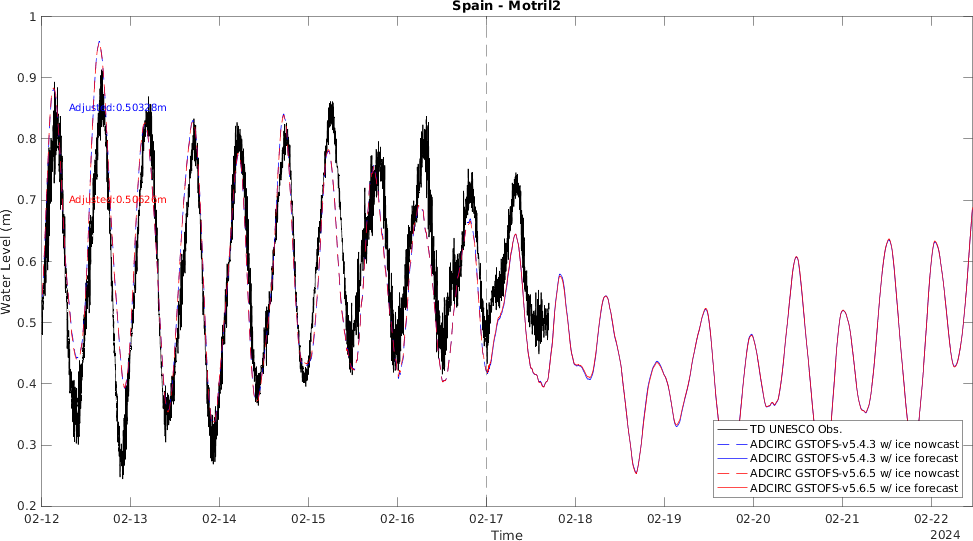 Spain - Motril2
1
0.9
0.8
0.7
0.6
0.5
0.4
0.3
0.2
Water Level (m)
Adjusted:0.50328m
Adjusted:0.50620m
TD UNESCO Obs.
ADCIRC GSTOFS-v5.4.3 w/ ice nowcast
ADCIRC GSTOFS-v5.4.3 w/ ice forecast
ADCIRC GSTOFS-v5.6.5 w/ ice nowcast
ADCIRC GSTOFS-v5.6.5 w/ ice forecast
02-12 02-13 02-14 02-15 02-16 02-17 02-18 02-19 02-20 02-21 02-22
2024
Time